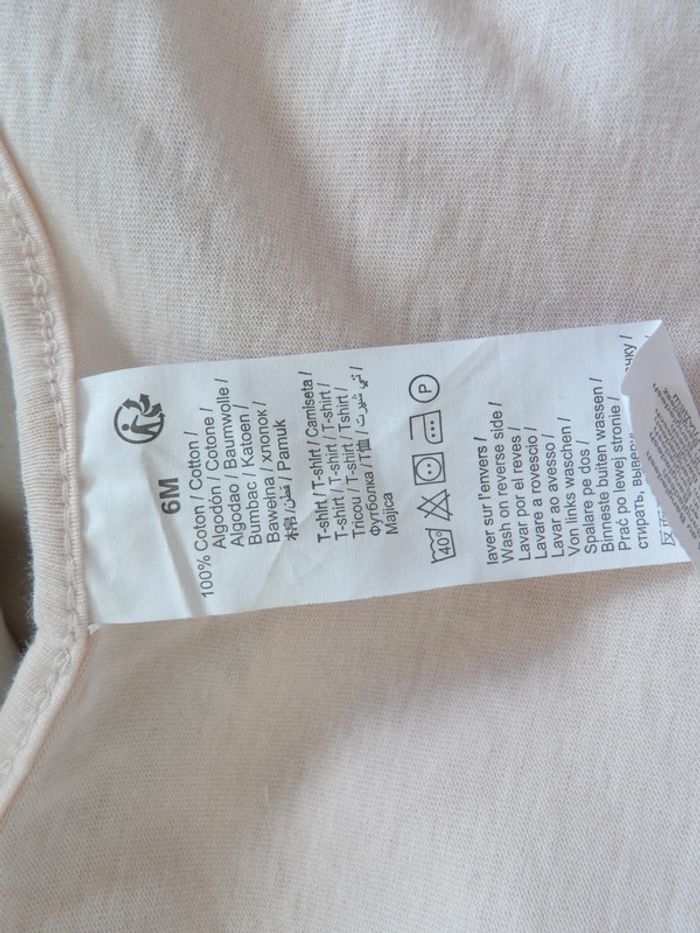 6M
100% Coton / Cotton /
Algodón / Cotone /
Algodao / Baumwolle /
Bumbac / Katoen /
Bawełna / хлопок /
木棉 / قطن / Pamuk
T-shirt / T-shirt / Camiseta /
T-shirt / T-shirt / T-shirt /
Tricou / T-shirt / Tshirt /
Футболка / T恤 / تي شيرت /
Majica
40°
P
laver sur l'envers /
Wash on reverse side /
Lavar por el reves /
Lavare a rovescio /
Lavar ao avesso /
Von links waschen /
Spalare pe dos /
Binneste buiten wassen /
Prać po lewej stronie /
стирать, выверн